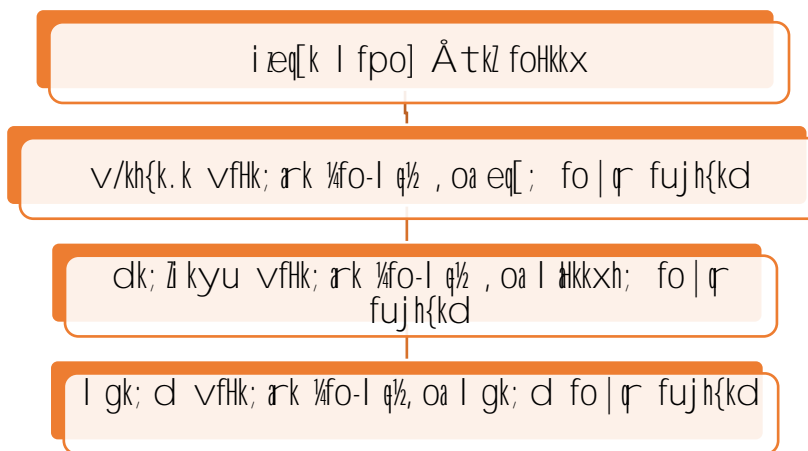 izeq[k lfpo] ÅtkZ foHkkx
v/kh{k.k vfHk;ark ¼fo-lq½ ,oa eq[; fo|qr fujh{kd
dk;Zikyu vfHk;ark ¼fo-lq½ ,oa laHkkxh; fo|qr
fujh{kd
lgk;d vfHk;ark ¼fo-lq½,oa lgk;d fo|qr fujh{kd